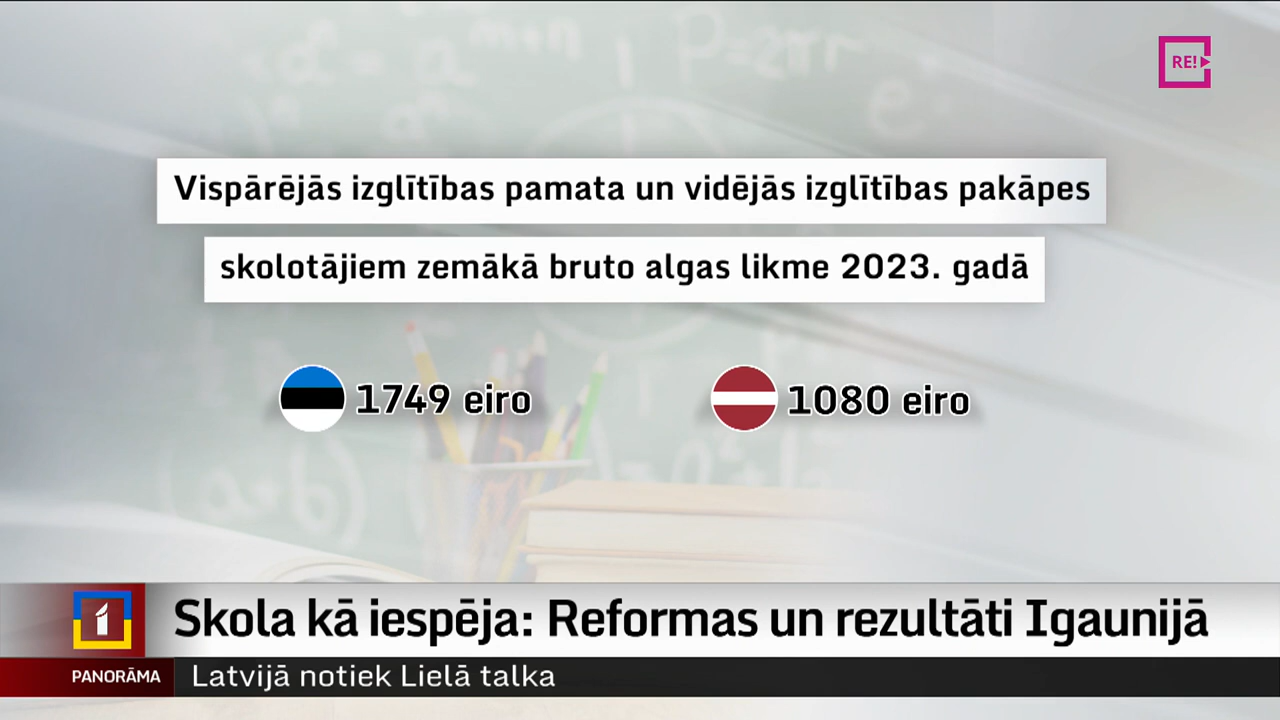 RE!
Vispārējās izglītības pamata un vidējās izglītības pakāpes
skolotājiem zemākā bruto algas likme 2023. gadā
1749 eiro
1080 eiro
1
Skola kā iespēja: Reformas un rezultāti Igaunijā
PANORĀMA
Latvijā notiek Lielā talka